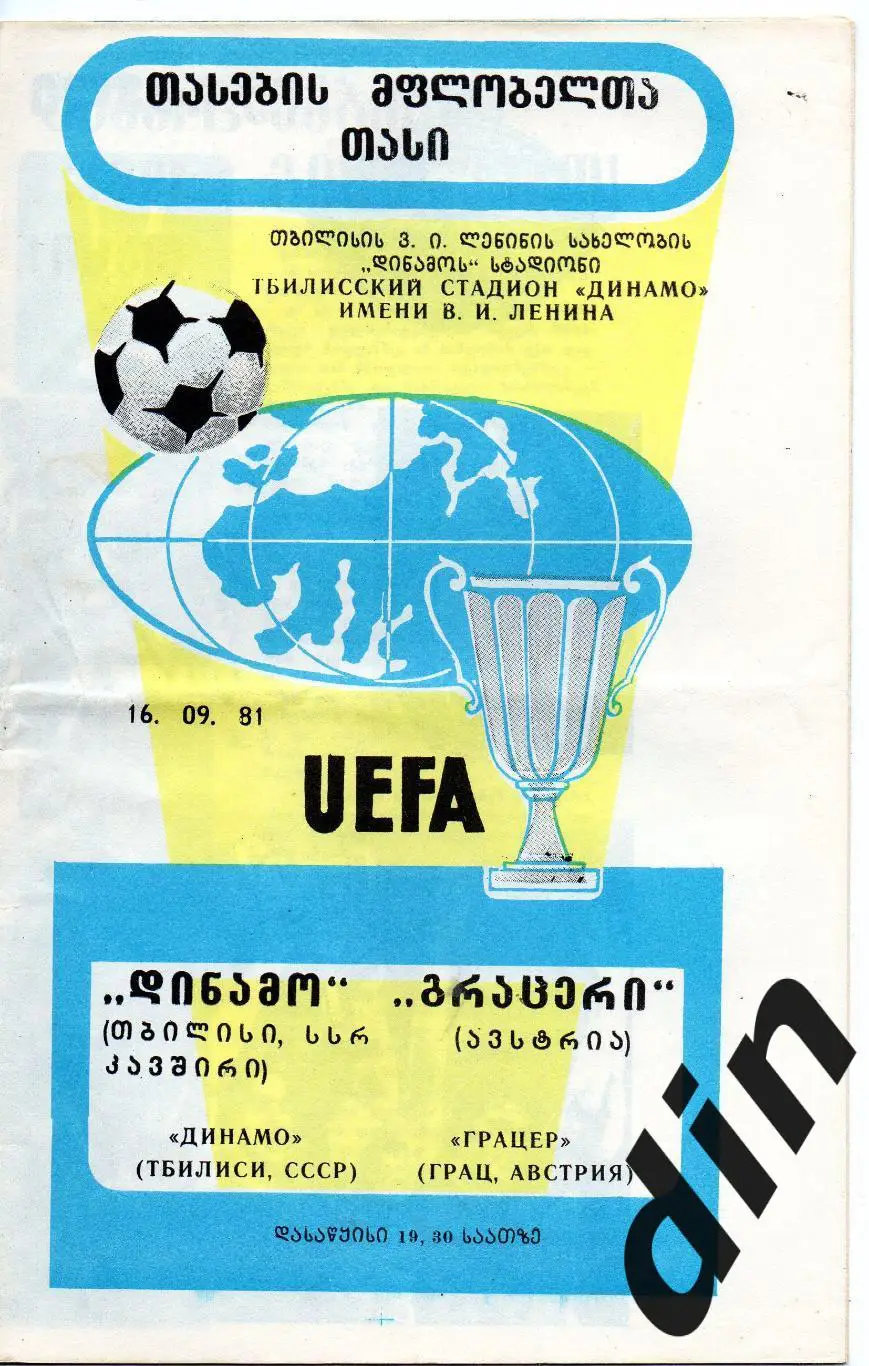 თასების მფლობელთა
თასი
თბილისის ვ. ი. ლენინის სახელობის
„დინამოს“ სტადიონი
ТБИЛИССКИЙ СТАДИОН «ДИНАМО»
ИМЕНИ В. И. ЛЕНИНА
16. 09. 81
UEFA
„დინამო“ „გრაცერი“
(თბილისი, სსრ (ავსტრია)
კავშირი)
«ДИНАМО» «ГРАЦЕР»
(ТБИЛИСИ, СССР) (ГРАЦ, АВСТРИЯ)
დასაწყისი 19, 30 საათზე
din